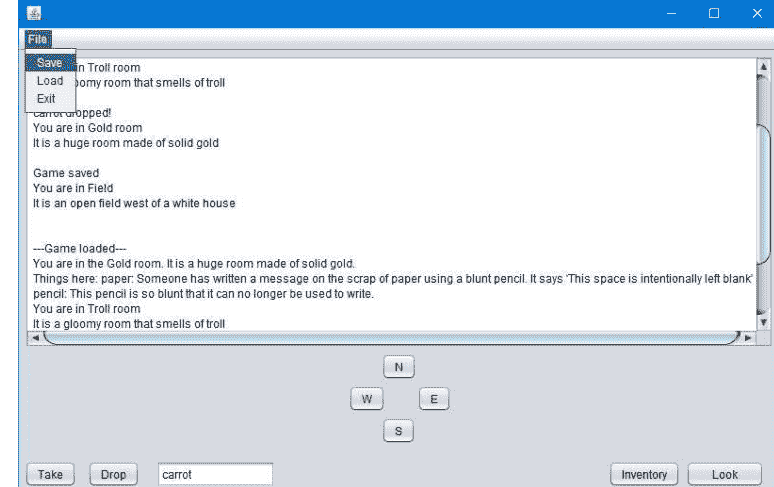 File
Save
Load
Exit
in Troll room
oomy room that smells of troll
carrot dropped!
You are in Gold room
It is a huge room made of solid gold
Game saved
You are in Field
It is an open field west of a white house
---Game loaded---
You are in the Gold room. It is a huge room made of solid gold.
Things here: paper: Someone has written a message on the scrap of paper using a blunt pencil. It says 'This space is intentionally left blank'
pencil: This pencil is so blunt that it can no longer be used to write.
You are in Troll room
It is a gloomy room that smells of troll
N
W E
S
Take Drop carrot Inventory Look